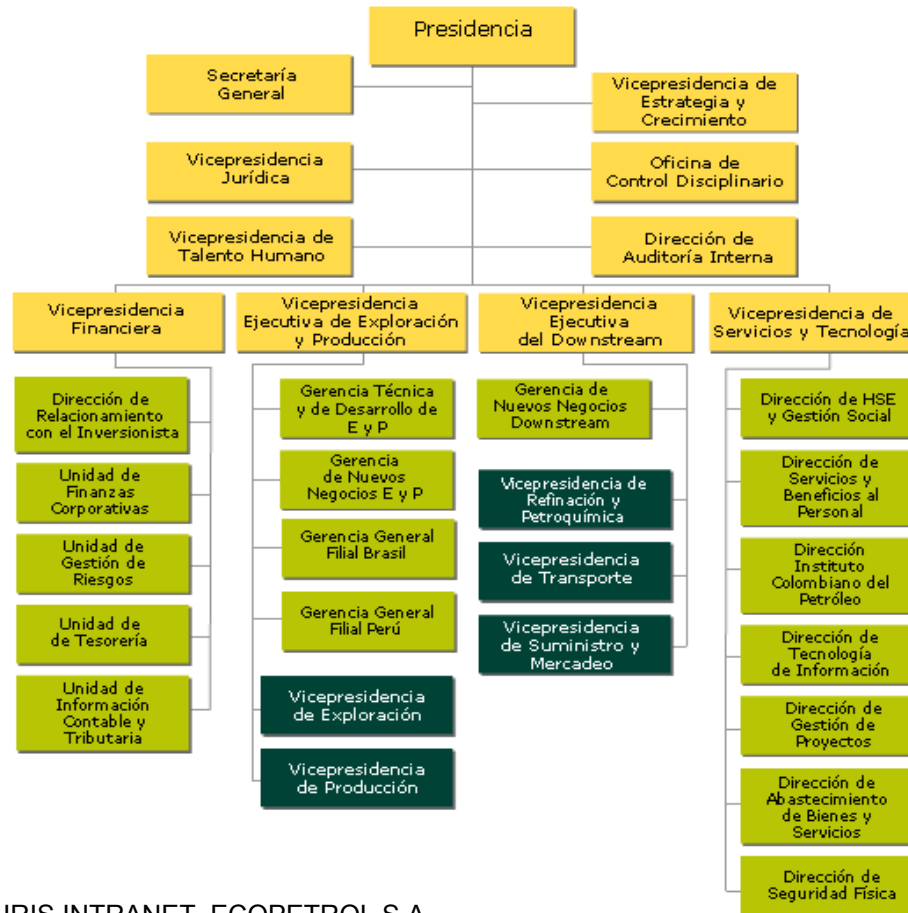 Presidencia
Secretaría
General
Vicepresidencia de
Estrategia y
Crecimiento
Vicepresidencia
Jurídica
Oficina de
Control Disciplinario
Vicepresidencia de
Talento Humano
Dirección de
Auditoría Interna
Vicepresidencia
Financiera
Vicepresidencia
Ejecutiva de Exploración
y Producción
Vicepresidencia
Ejecutiva
del Downstream
Vicepresidencia de
Servicios y Tecnología
Dirección de
Relacionamiento
con el Inversionista
Unidad de
Finanzas
Corporativas
Unidad de
Gestión de
Riesgos
Unidad de
de Tesorería
Unidad de
Información
Contable y
Tributaria
Gerencia Técnica
y de Desarrollo de
E y P
Gerencia
de Nuevos
Negocios E y P
Gerencia General
Filial Brasil
Gerencia General
Filial Perú
Vicepresidencia
de Exploración
Vicepresidencia
de Producción
Gerencia de
Nuevos Negocios
Downstream
Vicepresidencia de
Refinación y
Petroquímica
Vicepresidencia
de Transporte
Vicepresidencia
de Suministro y
Mercadeo
Dirección de HSE
y Gestión Social
Dirección de
Servicios y
Beneficios al
Personal
Dirección
Instituto
Colombiano del
Petróleo
Dirección de
Tecnología
de Información
Dirección de
Gestión de
Proyectos
Dirección de
Abastecimiento
de Bienes y
Servicios
Dirección de
Seguridad Física
INTRANET ECOPETROL S.A